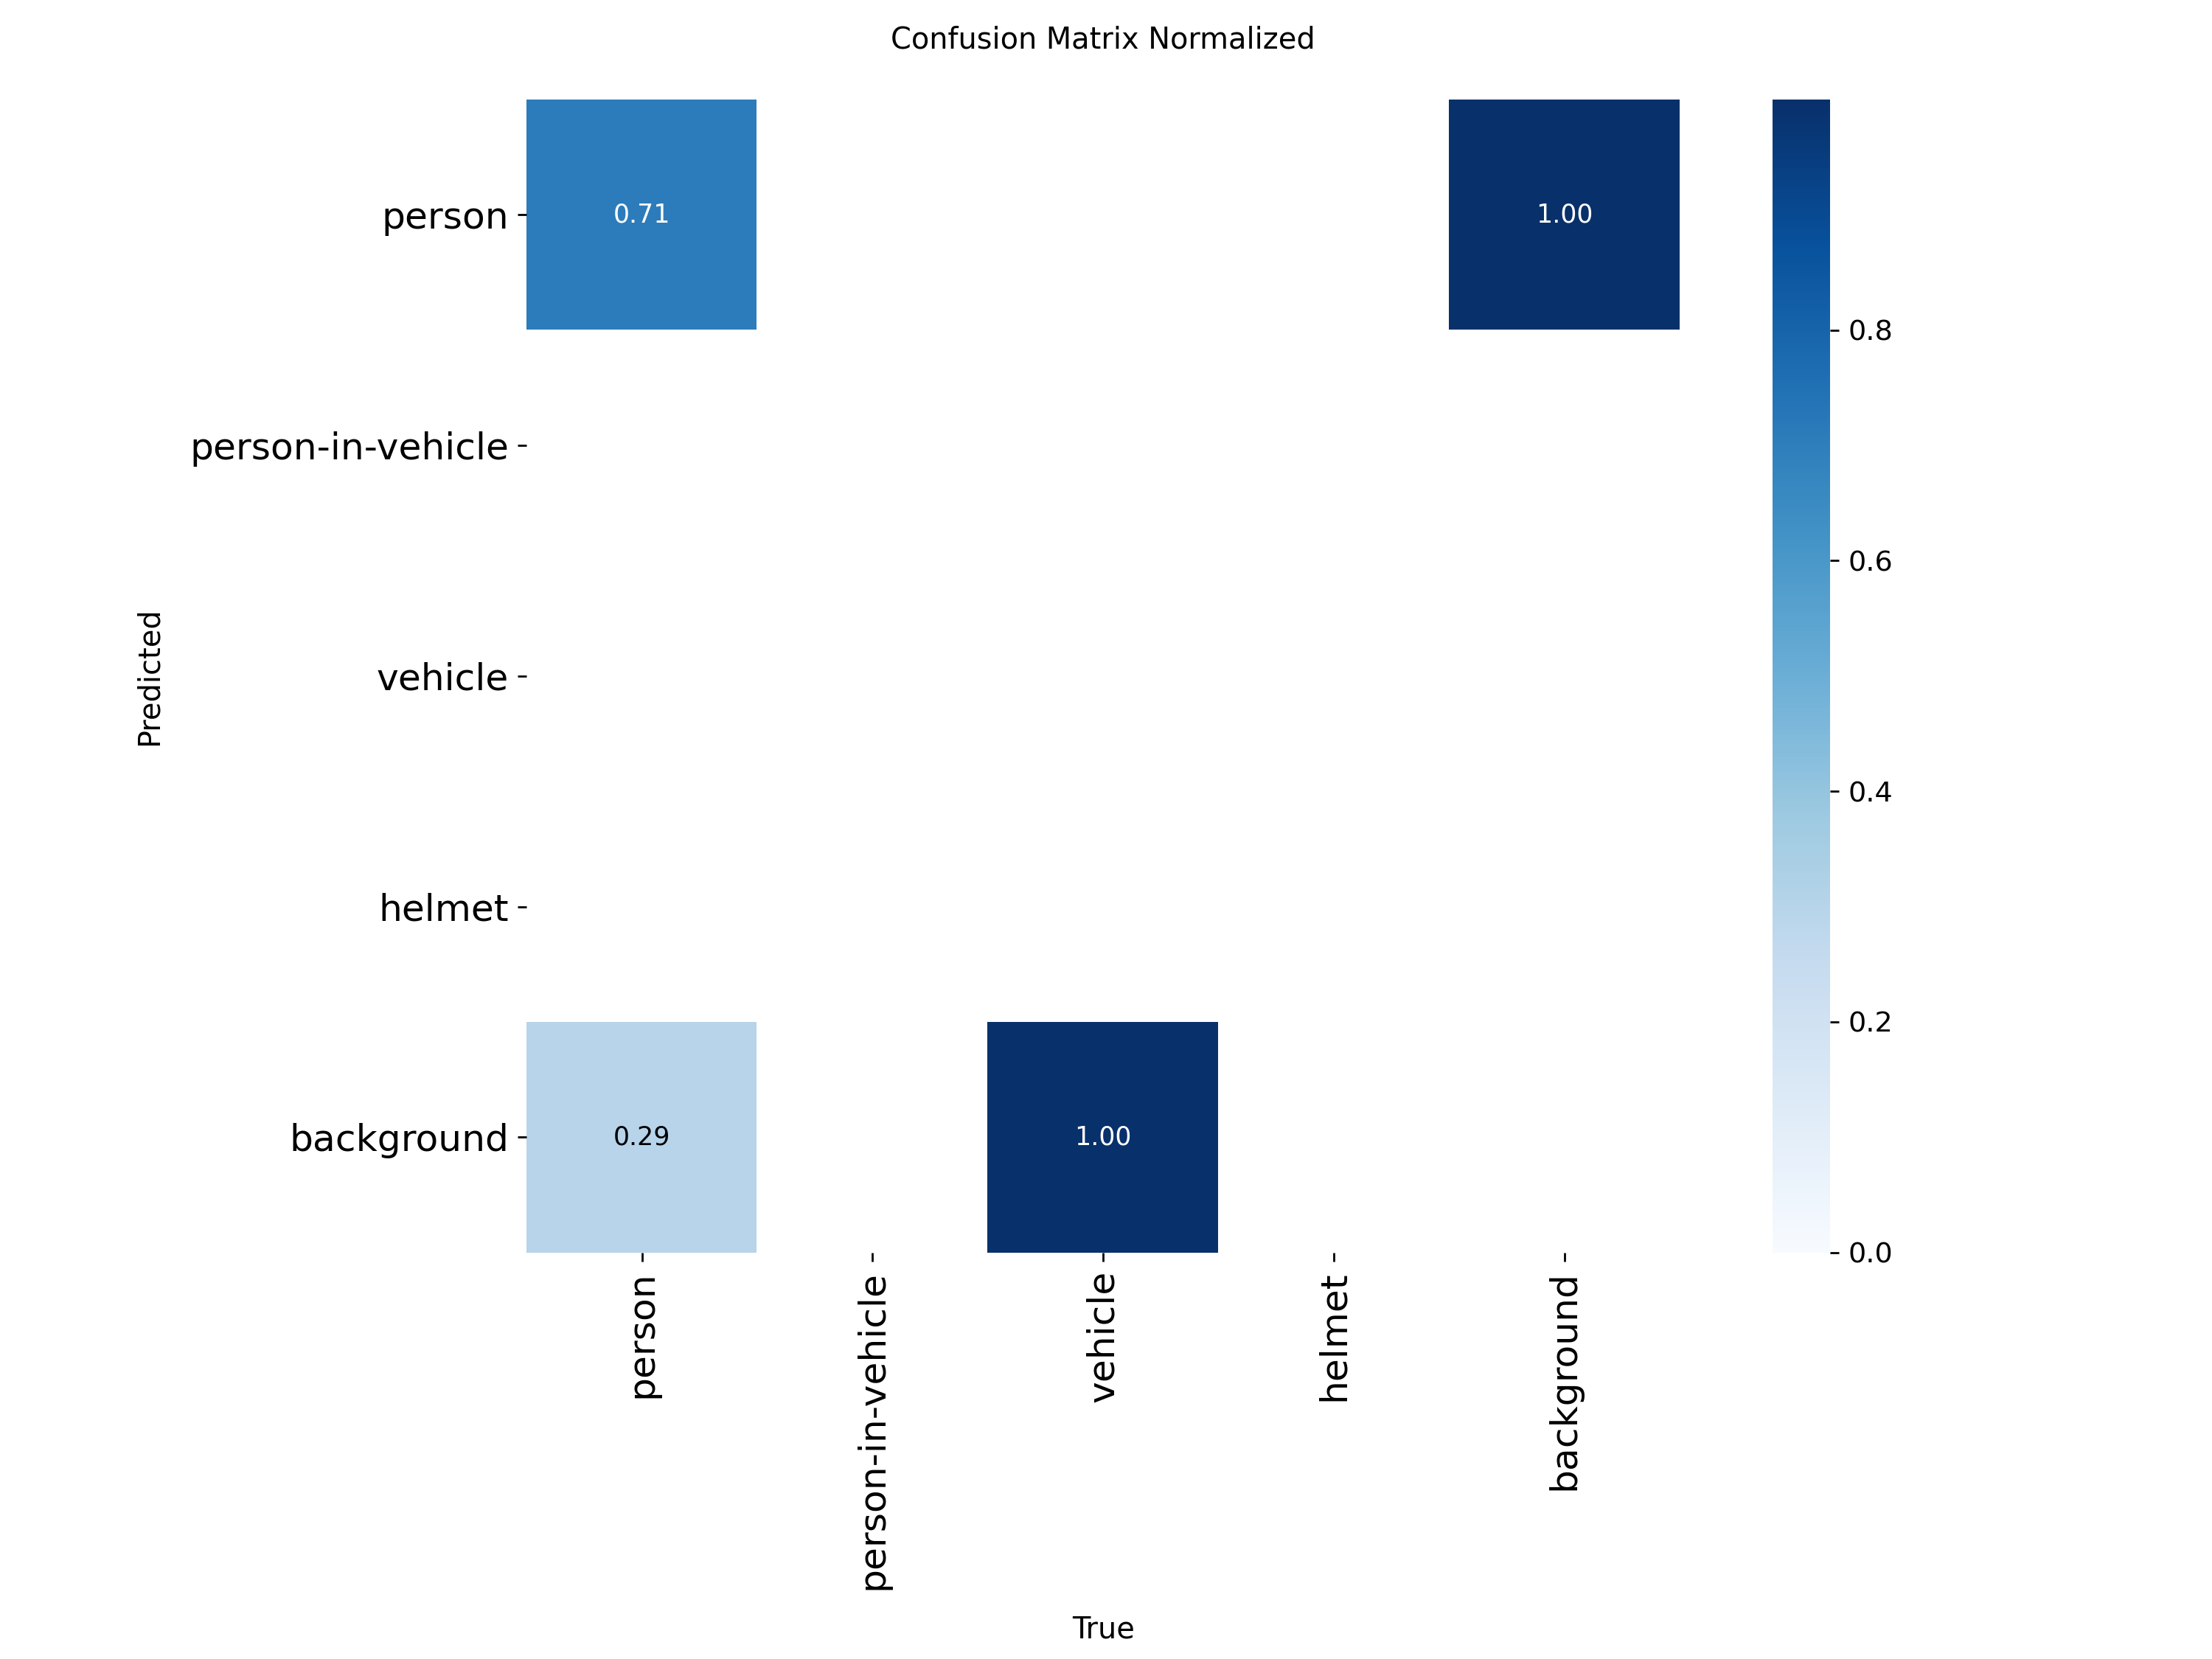 Confusion Matrix Normalized
person
0.71
1.00
person-in-vehicle
vehicle
helmet
background
0.29
1.00
Predicted
0.8
0.6
0.4
0.2
0.0
person
person-in-vehicle
vehicle
helmet
background
True